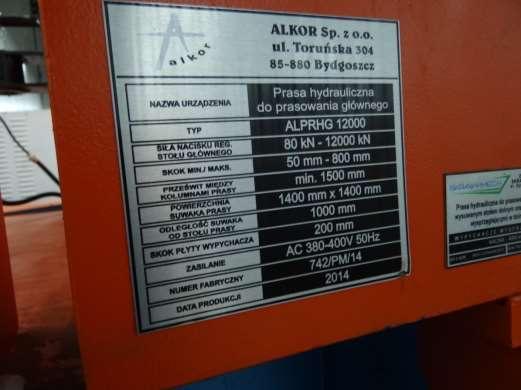 alkor
ALKOR Sp. z o.o.
ul. Toruńska 304
85-880 Bydgoszcz
NAZWA URZĄDZENIA
Prasa hydrauliczna
do prasowania głównego
TYP
ALPRHG 12000
SIŁA NACISKU REG.
STOŁU GŁÓWNEGO
80 kN - 12000 kN
SKOK MIN./ MAKS.
50 mm - 800 mm
PRZEŚWIT MIĘDZY
KOLUMNAMI PRASY
min. 1500 mm
POWIERZCHNIA
SUWAKA PRASY
1400 mm x 1400 mm
ODLEGŁOŚĆ SUWAKA
OD STOŁU PRASY
1000 mm
SKOK PŁYTY WYPYCHACZA
200 mm
ZASILANIE
AC 380-400V 50Hz
NUMER FABRYCZNY
742/PM/14
DATA PRODUKCJI
2014
Prasa hydrauliczna do